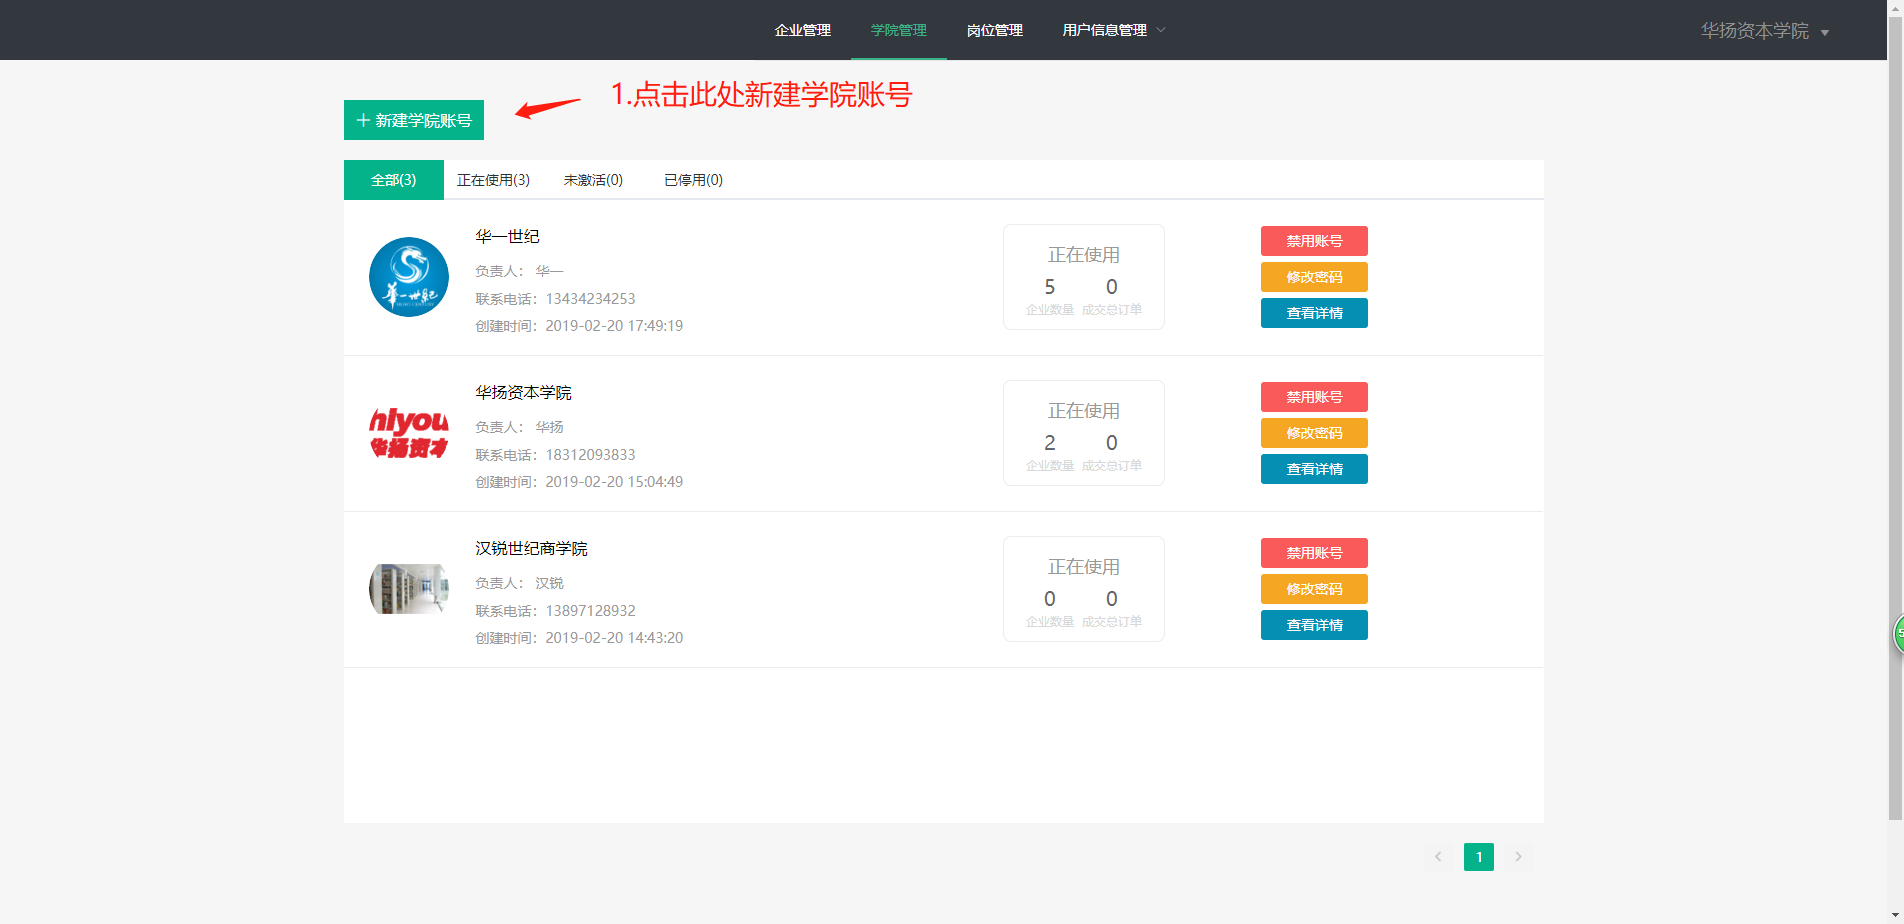 企业管理 学院管理 岗位管理 用户信息管理
华扬资本学院
1.点击此处新建学院账号
+ 新建学院账号
全部(3) 正在使用(3) 未激活(0) 已停用(0)
华一世纪
华一世纪
负责人： 华一
联系电话：13434234253
创建时间：2019-02-20 17:49:19
正在使用
5 0
企业数量 成交总订单
禁用账号
修改密码
查看详情
hiyou
华扬资本
华扬资本学院
负责人： 华扬
联系电话：18312093833
创建时间：2019-02-20 15:04:49
正在使用
2 0
企业数量 成交总订单
禁用账号
修改密码
查看详情
汉锐世纪商学院
负责人： 汉锐
联系电话：13897128932
创建时间：2019-02-20 14:43:20
正在使用
0 0
企业数量 成交总订单
禁用账号
修改密码
查看详情
1